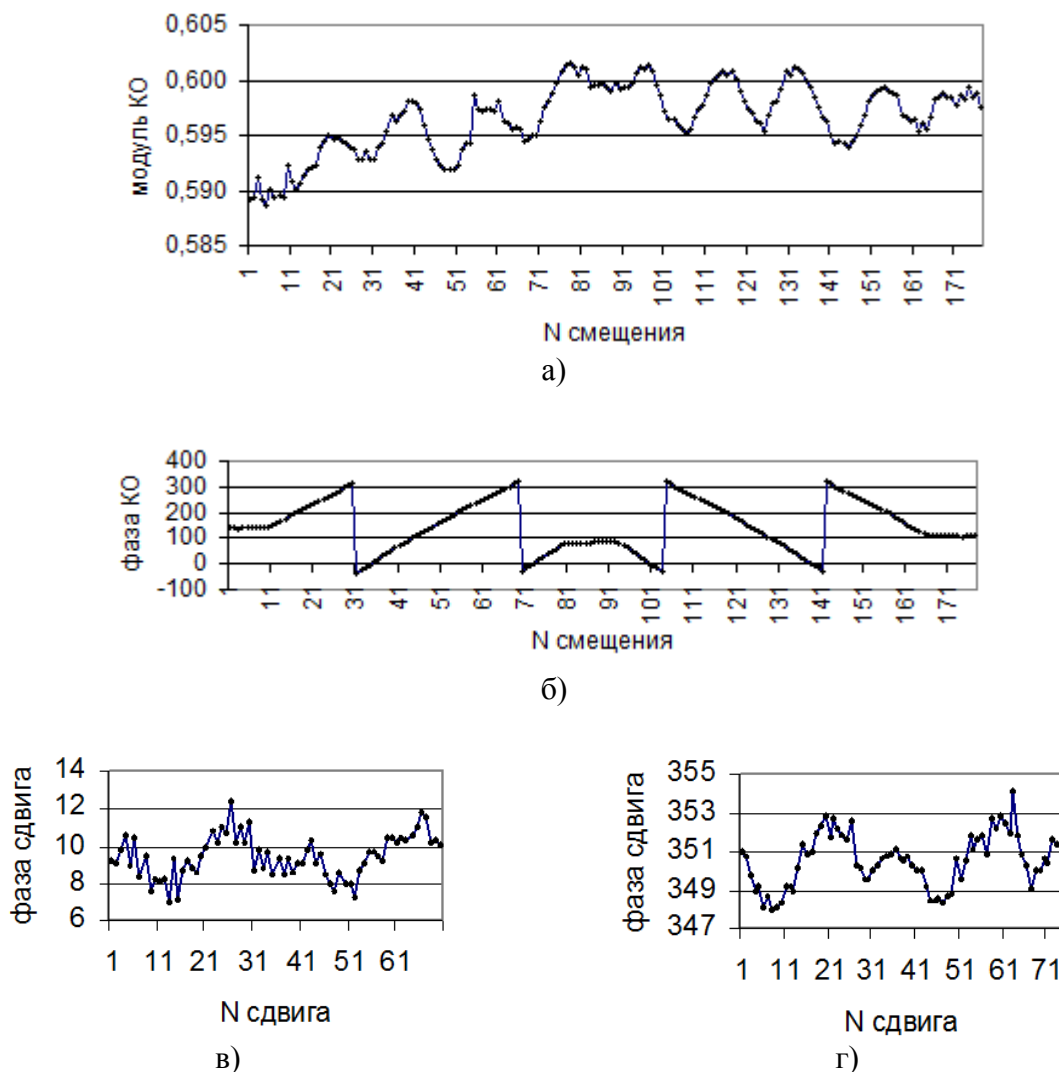 модуль КО
0,605
0,600
0,595
0,590
0,585
1 11 21 31 41 51 61 71 81 91 101 111 121 131 141 151 161 171
N смещения
а)
фаза КО
400
300
200
100
0
-100
1 11 21 31 41 51 61 71 81 91 101 111 121 131 141 151 161 171
N смещения
б)
фаза сдвига
14
12
10
8
6
1 11 21 31 41 51 61
N сдвига
в)
фаза сдвига
355
353
351
349
347
1 11 21 31 41 51 61 71
N сдвига
г)